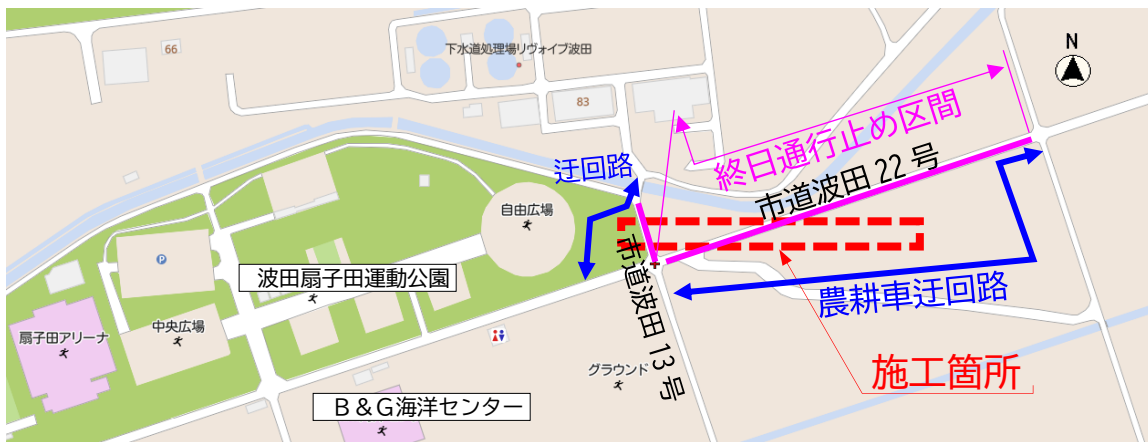 66
下水道処理場リヴォイブ波田
83
N
終日通行止め区間
迂回路
市道波田 22 号
自由広場
市道波田 13 号
P
波田扇子田運動公園
農耕車迂回路
扇子田アリーナ
中央広場
グラウンド
施工箇所
B＆G海洋センター